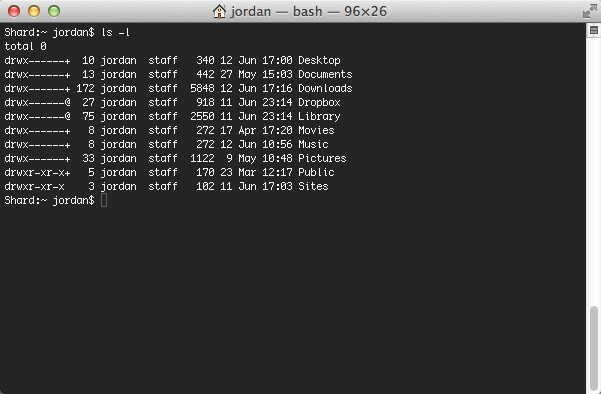 jordan — bash — 96×26
Shard:~ jordan$ ls -l
total 0
drwx------+  10 jordan  staff   340 12 Jun 17:00 Desktop
drwx------+  13 jordan  staff   442 27 May 15:03 Documents
drwx------+ 172 jordan  staff  5848 12 Jun 17:16 Downloads
drwx------@  27 jordan  staff   918 11 Jun 23:14 Dropbox
drwx------@  75 jordan  staff  2550 11 Jun 23:14 Library
drwx------+   8 jordan  staff   272 17 Apr 17:20 Movies
drwx------+   8 jordan  staff   272 12 Jun 10:56 Music
drwx------+  33 jordan  staff  1122  9 May 10:48 Pictures
drwxr-xr-x+   5 jordan  staff   170 23 Mar 12:17 Public
drwxr-xr-x    3 jordan  staff   102 11 Jun 17:03 Sites
Shard:~ jordan$